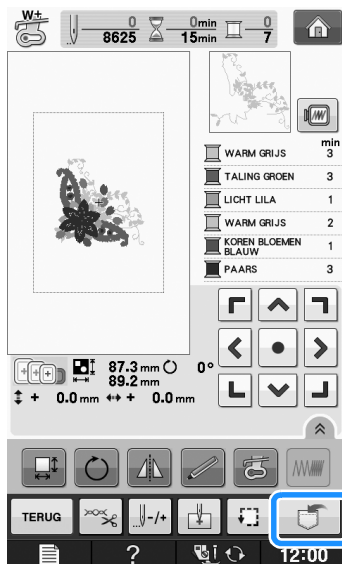 W+
0 0min 0
8625 15min 7
min
WARM GRIJS 3
TALING GROEN 3
LICHT LILA 1
WARM GRIJS 2
KOREN BLOEMEN BLAUW 1
PAARS 3
87.3 mm 0°
89.2 mm
+ 0.0 mm + 0.0 mm
TERUG -/+
? 12:00